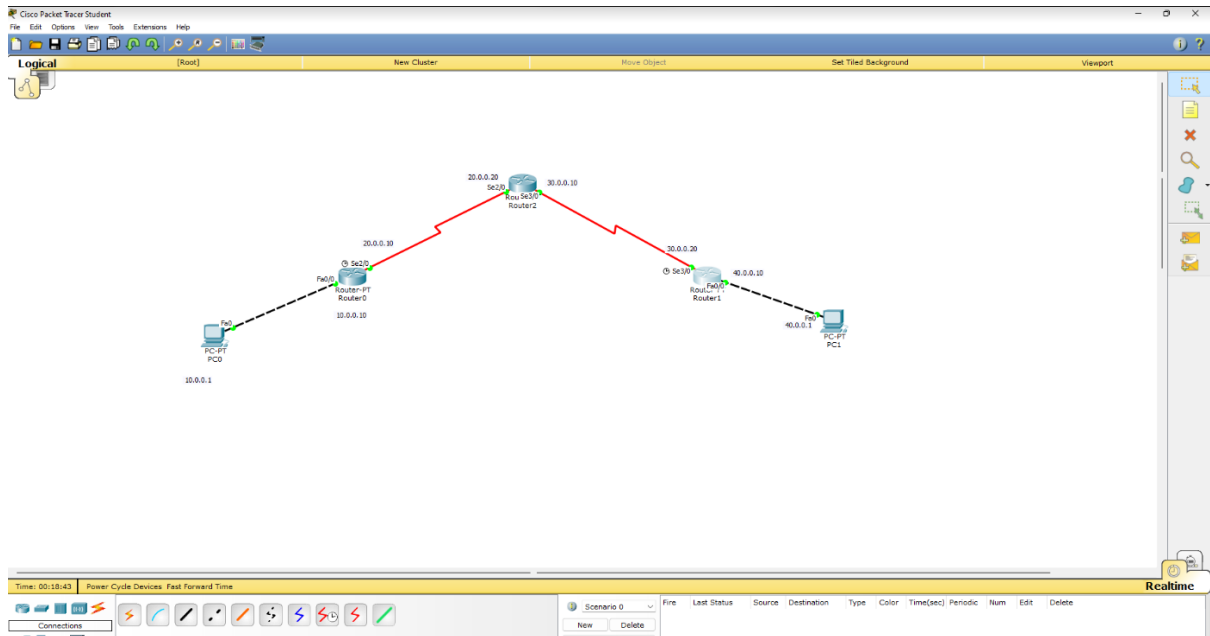 Cisco Packet Tracer Student
File Edit Options View Tools Extensions Help
Logical [Root] New Cluster Move Object Set Tiled Background Viewport
20.0.0.20
Se2/0
30.0.0.10
Se3/0
Router2
20.0.0.10
Se2/0
Fa0/0
Router-PT
Router0
10.0.0.10
30.0.0.20
Se3/0
40.0.0.10
Fa0/0
Router1
Fa0
PC-PT
PC0
10.0.0.1
Fa0
40.0.0.1
PC-PT
PC1
Time: 00:18:43 Power Cycle Devices Fast Forward Time Realtime
Scenario 0 Fire Last Status Source Destination Type Color Time(sec) Periodic Num Edit Delete
Connections New Delete